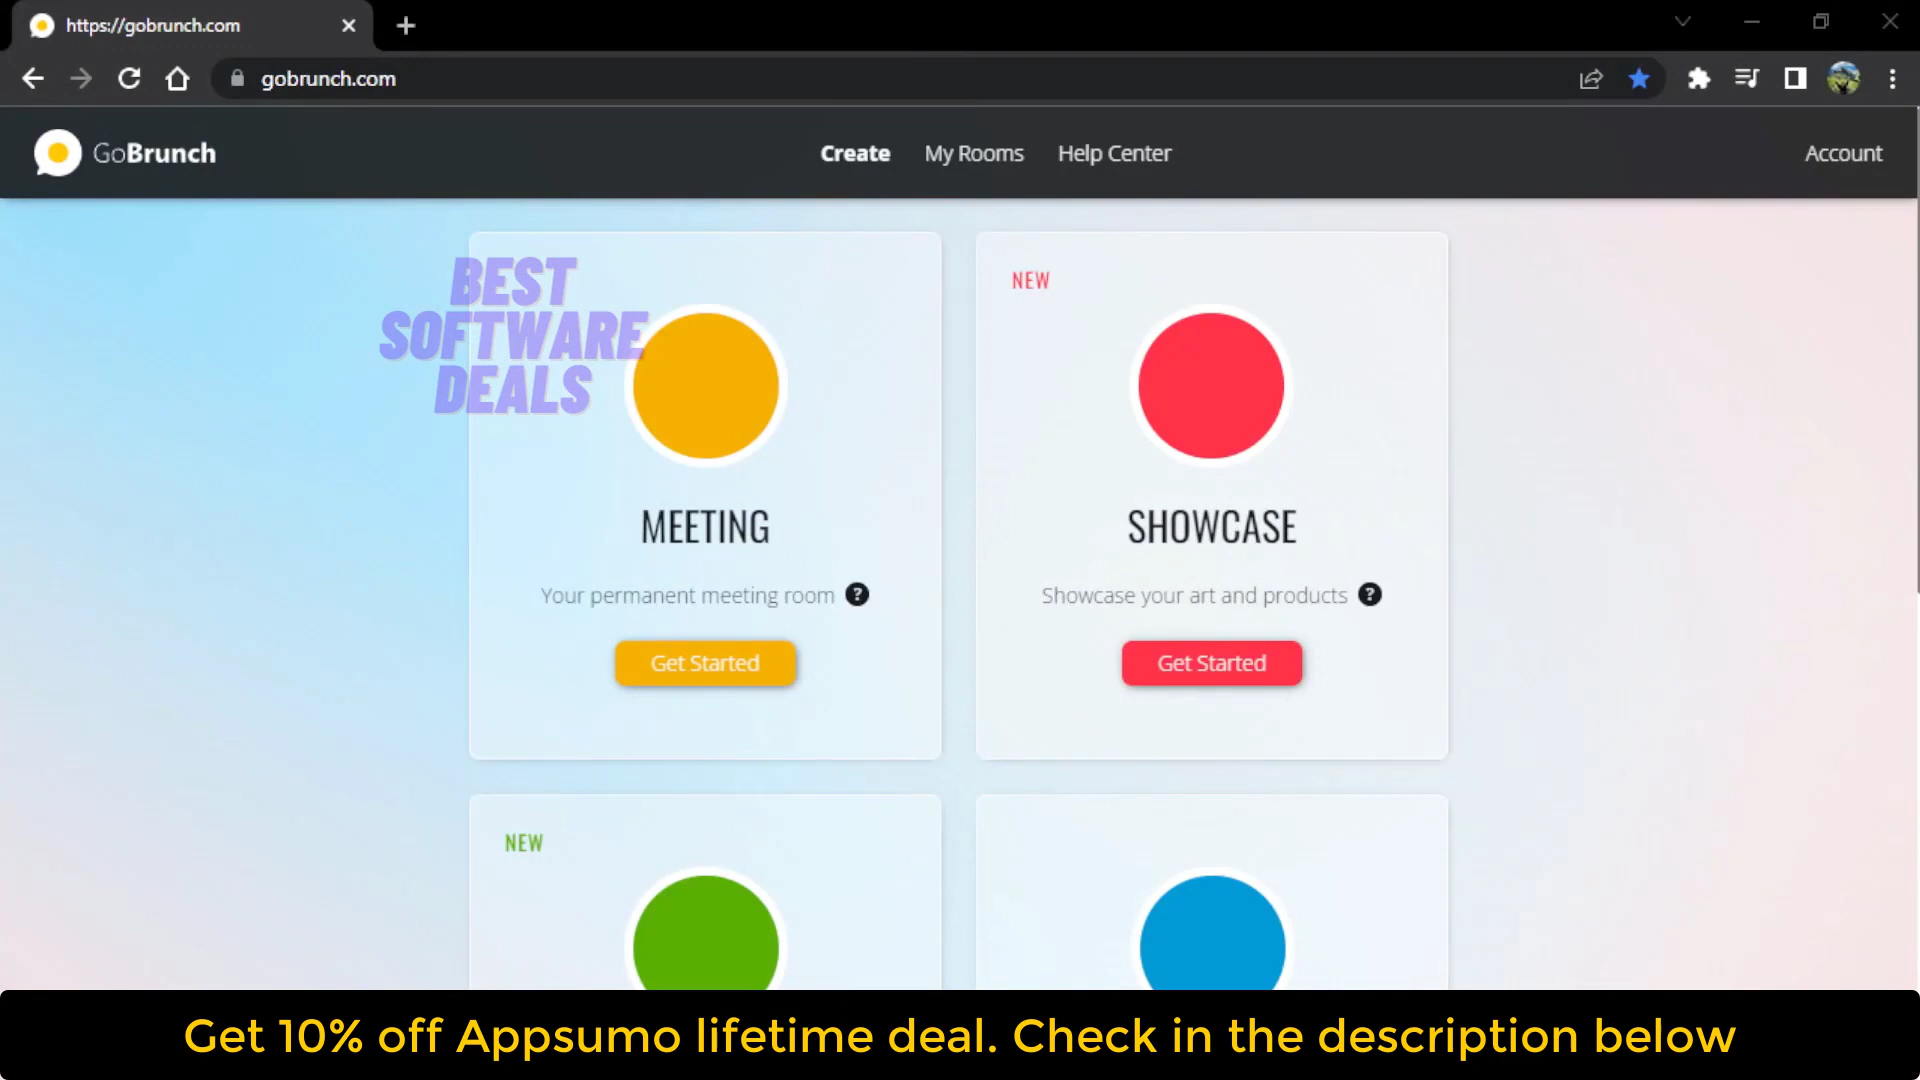 https://gobrunch.com
gobrunch.com
GoBrunch
Create
My Rooms
Help Center
Account
BEST
SOFTWARE
DEALS
NEW
MEETING
SHOWCASE
Your permanent meeting room ?
Showcase your art and products ?
Get Started
Get Started
NEW
Get 10% off Appsumo lifetime deal. Check in the description below